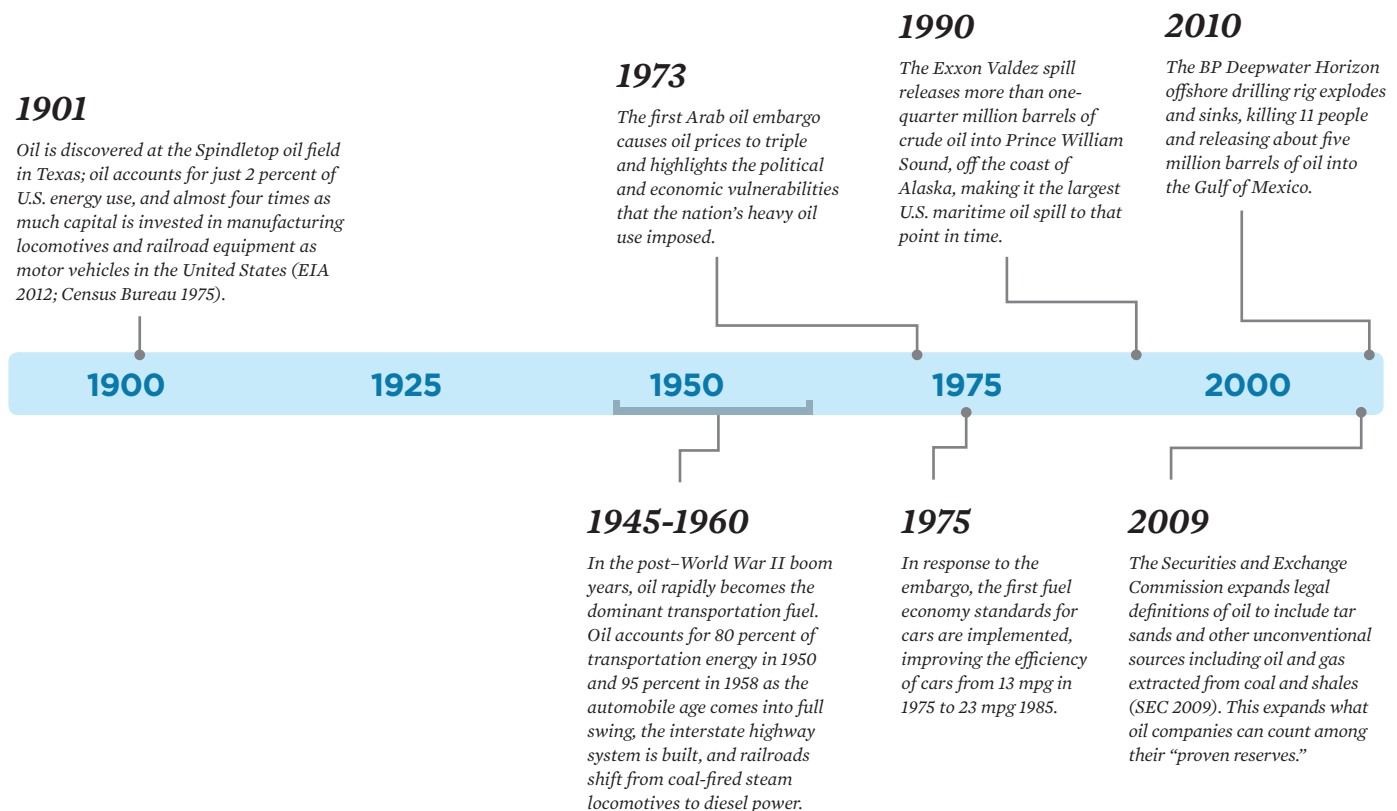 1901
Oil is discovered at the Spindletop oil field
in Texas; oil accounts for just 2 percent of
U.S. energy use, and almost four times as
much capital is invested in manufacturing
locomotives and railroad equipment as
motor vehicles in the United States (EIA
2012; Census Bureau 1975).
1973
The first Arab oil embargo
causes oil prices to triple
and highlights the political
and economic vulnerabilities
that the nation’s heavy oil
use imposed.
1990
The Exxon Valdez spill
releases more than one-
quarter million barrels of
crude oil into Prince William
Sound, off the coast of
Alaska, making it the largest
U.S. maritime oil spill to that
point in time.
2010
The BP Deepwater Horizon
offshore drilling rig explodes
and sinks, killing 11 people
and releasing about five
million barrels of oil into
the Gulf of Mexico.
1900 1925 1950 1975 2000
1945-1960
In the post–World War II boom
years, oil rapidly becomes the
dominant transportation fuel.
Oil accounts for 80 percent of
transportation energy in 1950
and 95 percent in 1958 as the
automobile age comes into full
swing, the interstate highway
system is built, and railroads
shift from coal-fired steam
locomotives to diesel power.
1975
In response to the
embargo, the first fuel
economy standards for
cars are implemented,
improving the efficiency
of cars from 13 mpg in
1975 to 23 mpg 1985.
2009
The Securities and Exchange
Commission expands legal
definitions of oil to include tar
sands and other unconventional
sources including oil and gas
extracted from coal and shales
(SEC 2009). This expands what
oil companies can count among
their “proven reserves.”